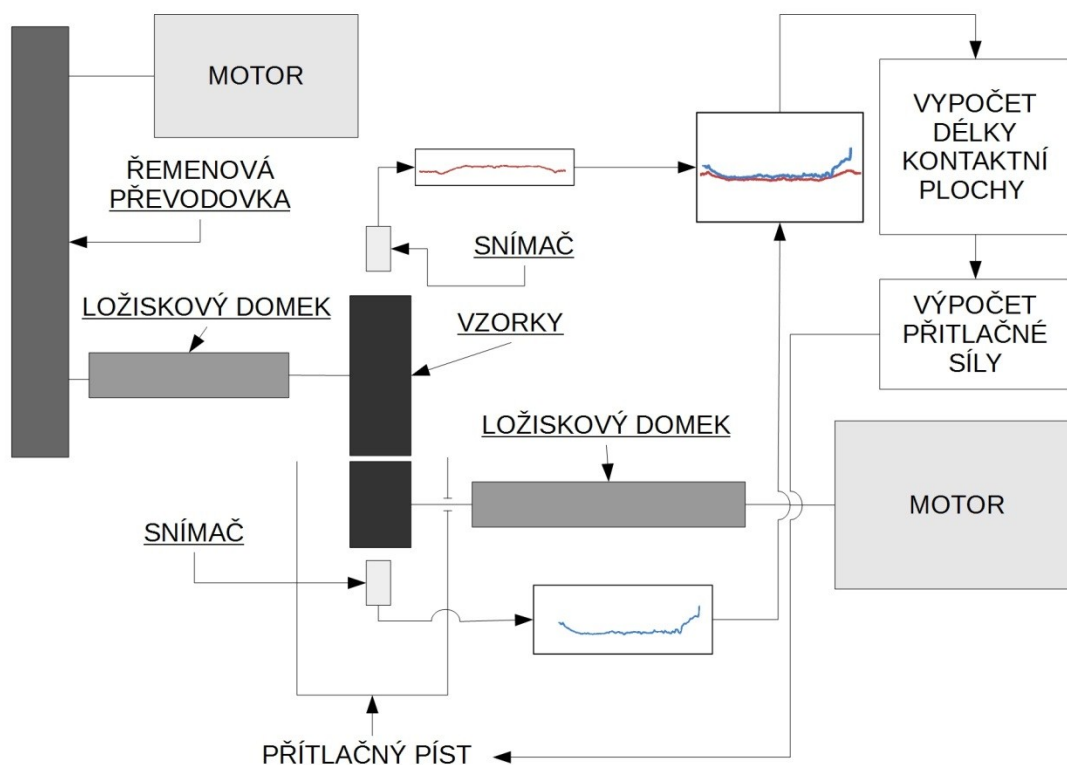 MOTOR
VYPOČET
DÉLKY
KONTAKTNÍ
PLOCHY
ŘEMENOVÁ
PŘEVODOVKA
SNÍMAČ
LOŽISKOVÝ DOMEK
VZORKY
VÝPOČET
PŘITLAČNÉ
SÍLY
LOŽISKOVÝ DOMEK
MOTOR
SNÍMAČ
PŘÍTLAČNÝ PÍST